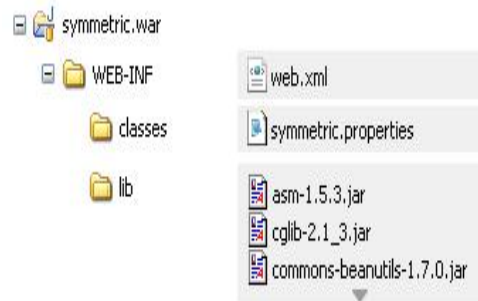 symmetric.war
WEB-INF
web.xml
classes
symmetric.properties
lib
asm-1.5.3.jar
cglib-2.1_3.jar
commons-beanutils-1.7.0.jar